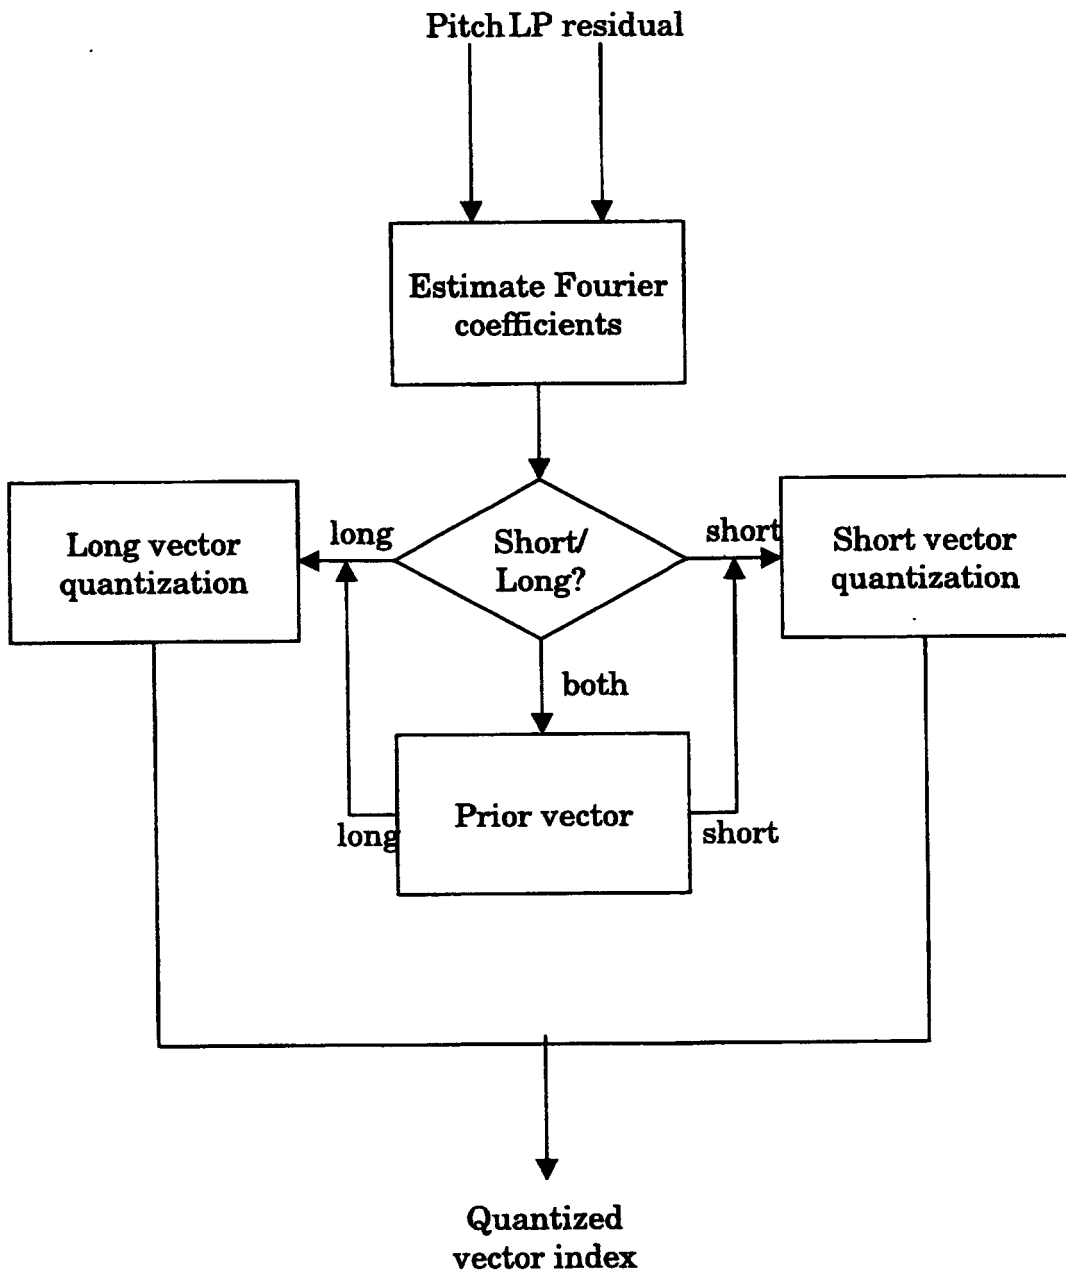 Pitch LP residual
Estimate Fourier
coefficients
Long vector
quantization
long
Short/
Long?
short
Short vector
quantization
both
long
Prior vector
short
Quantized
vector index